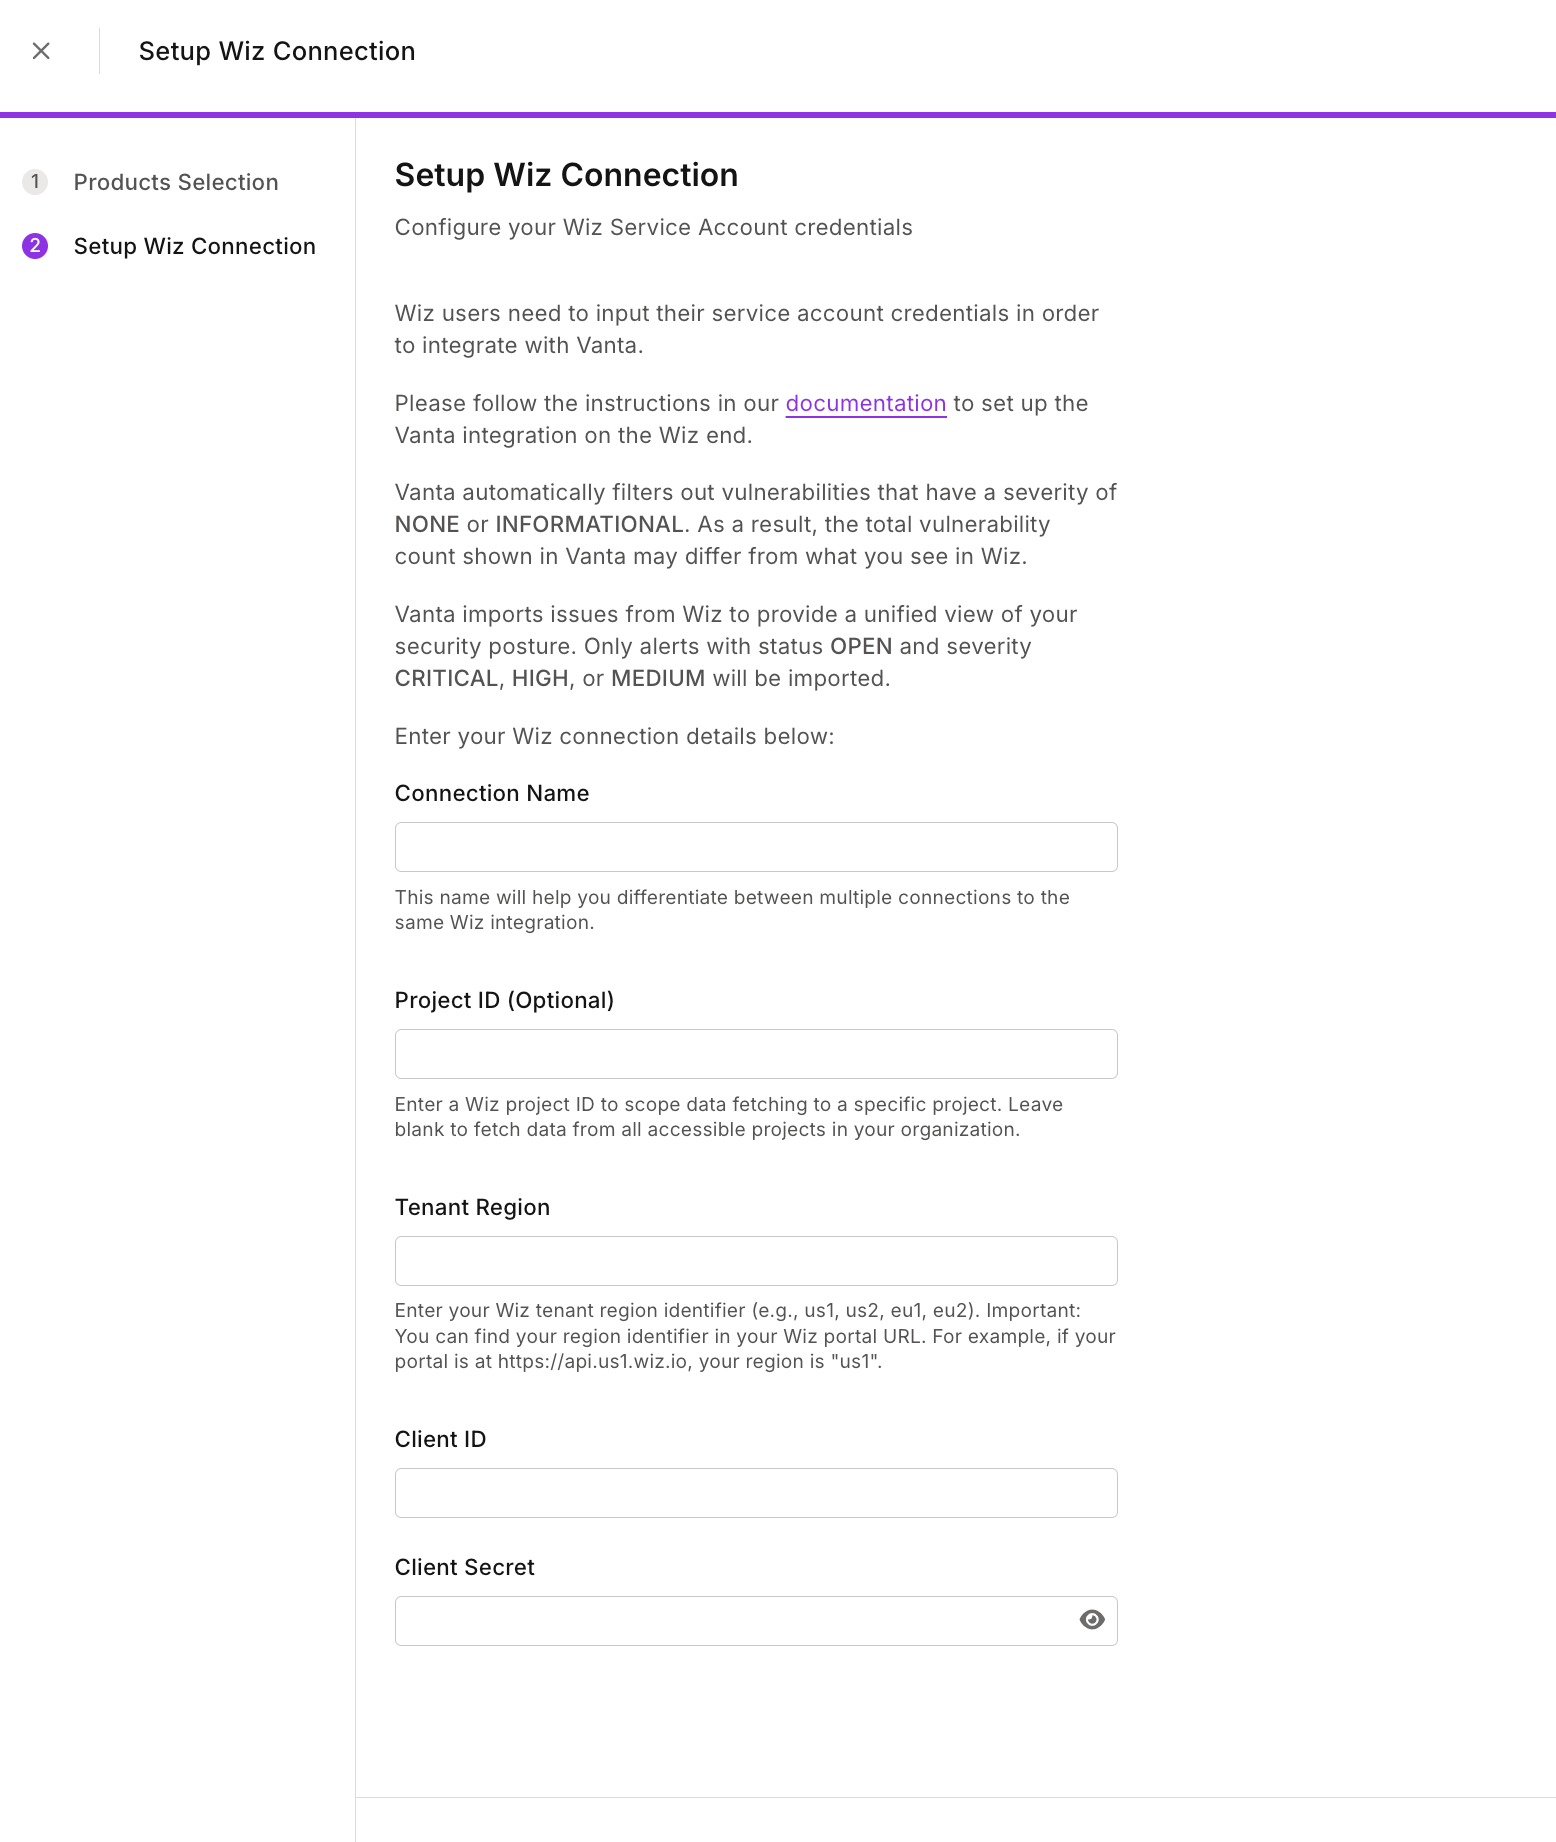 Setup Wiz Connection
1 Products Selection
2 Setup Wiz Connection
Setup Wiz Connection
Configure your Wiz Service Account credentials
Wiz users need to input their service account credentials in order
to integrate with Vanta.
Please follow the instructions in our documentation to set up the
Vanta integration on the Wiz end.
Vanta automatically filters out vulnerabilities that have a severity of
NONE or INFORMATIONAL. As a result, the total vulnerability
count shown in Vanta may differ from what you see in Wiz.
Vanta imports issues from Wiz to provide a unified view of your
security posture. Only alerts with status OPEN and severity
CRITICAL, HIGH, or MEDIUM will be imported.
Enter your Wiz connection details below:
Connection Name
This name will help you differentiate between multiple connections to the
same Wiz integration.
Project ID (Optional)
Enter a Wiz project ID to scope data fetching to a specific project. Leave
blank to fetch data from all accessible projects in your organization.
Tenant Region
Enter your Wiz tenant region identifier (e.g., us1, us2, eu1, eu2). Important:
You can find your region identifier in your Wiz portal URL. For example, if your
portal is at https://api.us1.wiz.io, your region is "us1".
Client ID
Client Secret